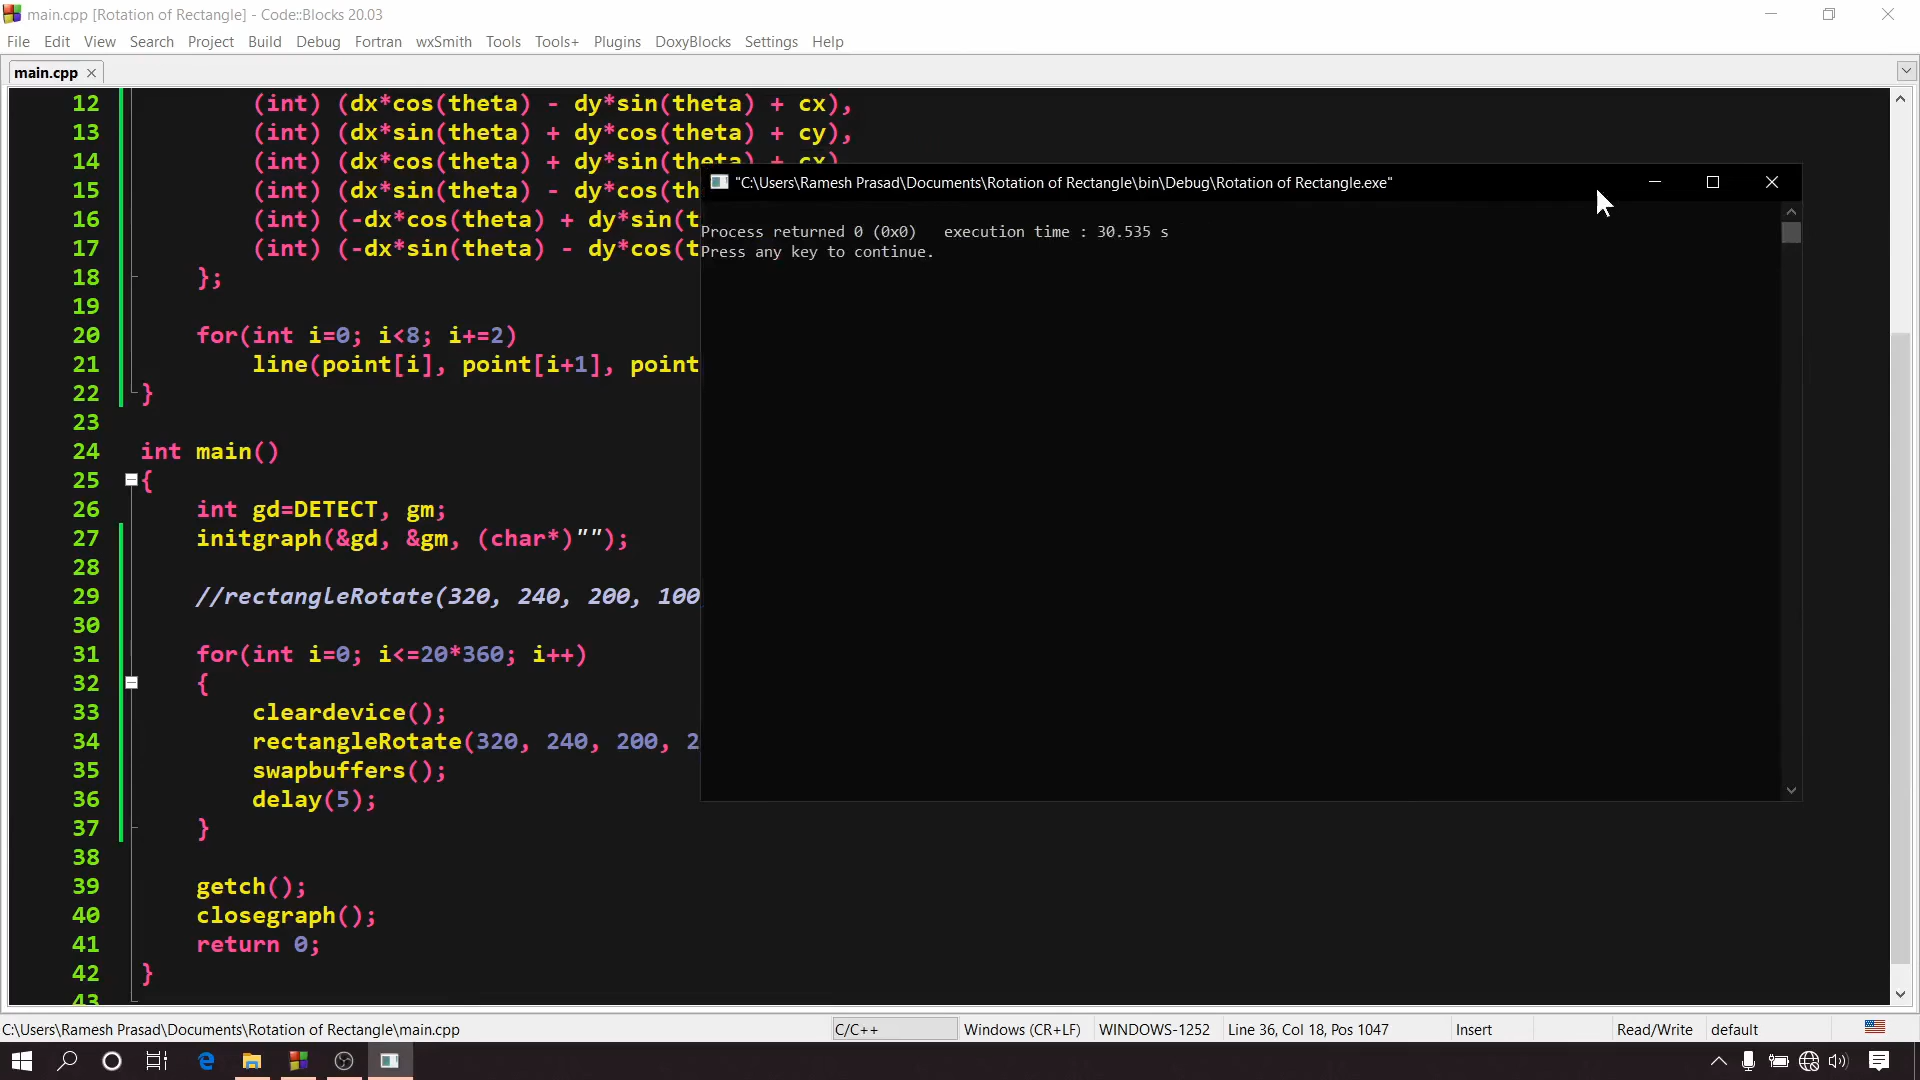 main.cpp [Rotation of Rectangle] - Code::Blocks 20.03
File Edit View Search Project Build Debug Fortran wxSmith Tools Tools+ Plugins DoxyBlocks Settings Help
main.cpp
12 (int) (dx*cos(theta) - dy*sin(theta) + cx),
13 (int) (dx*sin(theta) + dy*cos(theta) + cy),
14 (int) (dx*cos(theta) + dy*sin(theta) + cx),
15 (int) (dx*sin(theta) - dy*cos(th
16 (int) (-dx*cos(theta) + dy*sin(t
17 (int) (-dx*sin(theta) - dy*cos(t
18 };
19
20 for(int i=0; i<8; i+=2)
21 line(point[i], point[i+1], point
22 }
23
24 int main()
25 {
26 int gd=DETECT, gm;
27 initgraph(&gd, &gm, (char*)"");
28
29 //rectangleRotate(320, 240, 200, 100
30
31 for(int i=0; i<=20*360; i++)
32 {
33 cleardevice();
34 rectangleRotate(320, 240, 200, 2
35 swapbuffers();
36 delay(5);
37 }
38
39 getch();
40 closegraph();
41 return 0;
42 }
43
"C:\Users\Ramesh Prasad\Documents\Rotation of Rectangle\bin\Debug\Rotation of Rectangle.exe"
Process returned 0 (0x0) execution time : 30.535 s
Press any key to continue.
C:\Users\Ramesh Prasad\Documents\Rotation of Rectangle\main.cpp C/C++ Windows (CR+LF) WINDOWS-1252 Line 36, Col 18, Pos 1047 Insert Read/Write default